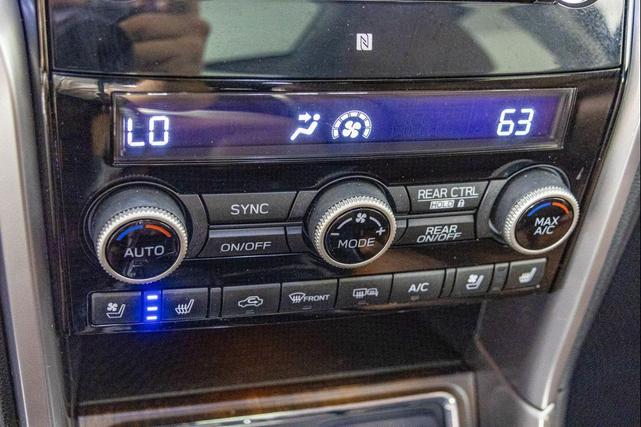 N
LO 63
SYNC
REAR CTRL
HOLD
AUTO
ON/OFF
MODE
REAR
ON/OFF
MAX
A/C
FRONT
A/C